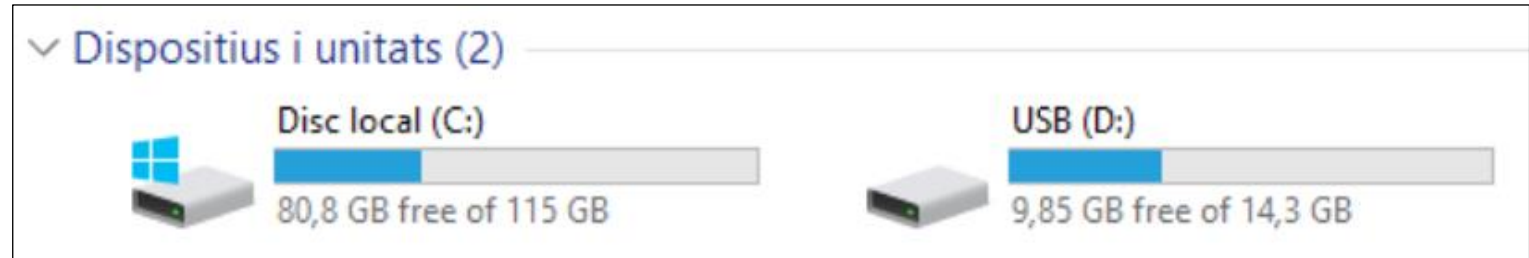 Dispositius i unitats (2)
Disc local (C:)
80,8 GB free of 115 GB
USB (D:)
9,85 GB free of 14,3 GB